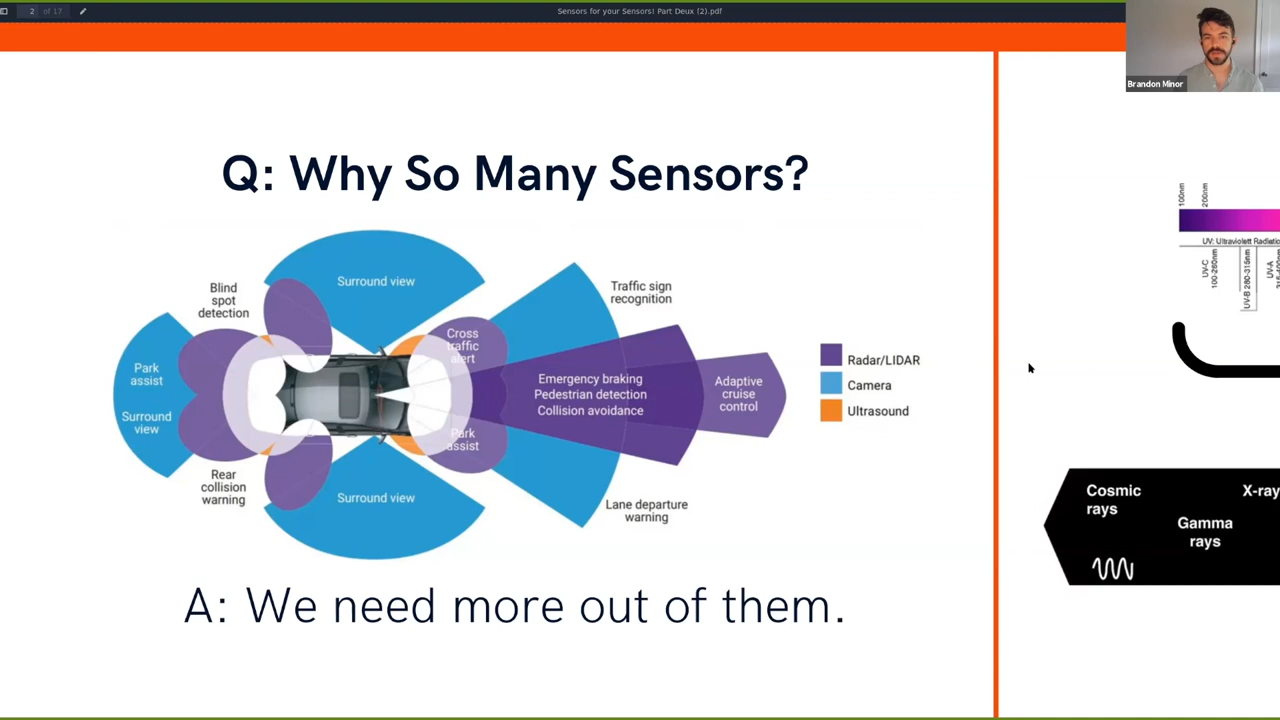 2 of 17
Sensors for your Sensors! Part Deux (2).pdf
Brandon Minor
Q: Why So Many Sensors?
Surround view
Blind
spot
detection
Traffic sign
recognition
Cross
traffic
alert
Park
assist
Surround
view
Emergency braking
Pedestrian detection
Collision avoidance
Adaptive
cruise
control
Radar/LIDAR
Camera
Ultrasound
Park
assist
Rear
collision
warning
Surround view
Lane departure
warning
A: We need more out of them.
100nm
200nm
UV: Ultraviolett Radiatio
UV-C
100-280nm
UV-B 280-315nm
UV-A
Cosmic
rays
X-ray
Gamma
rays